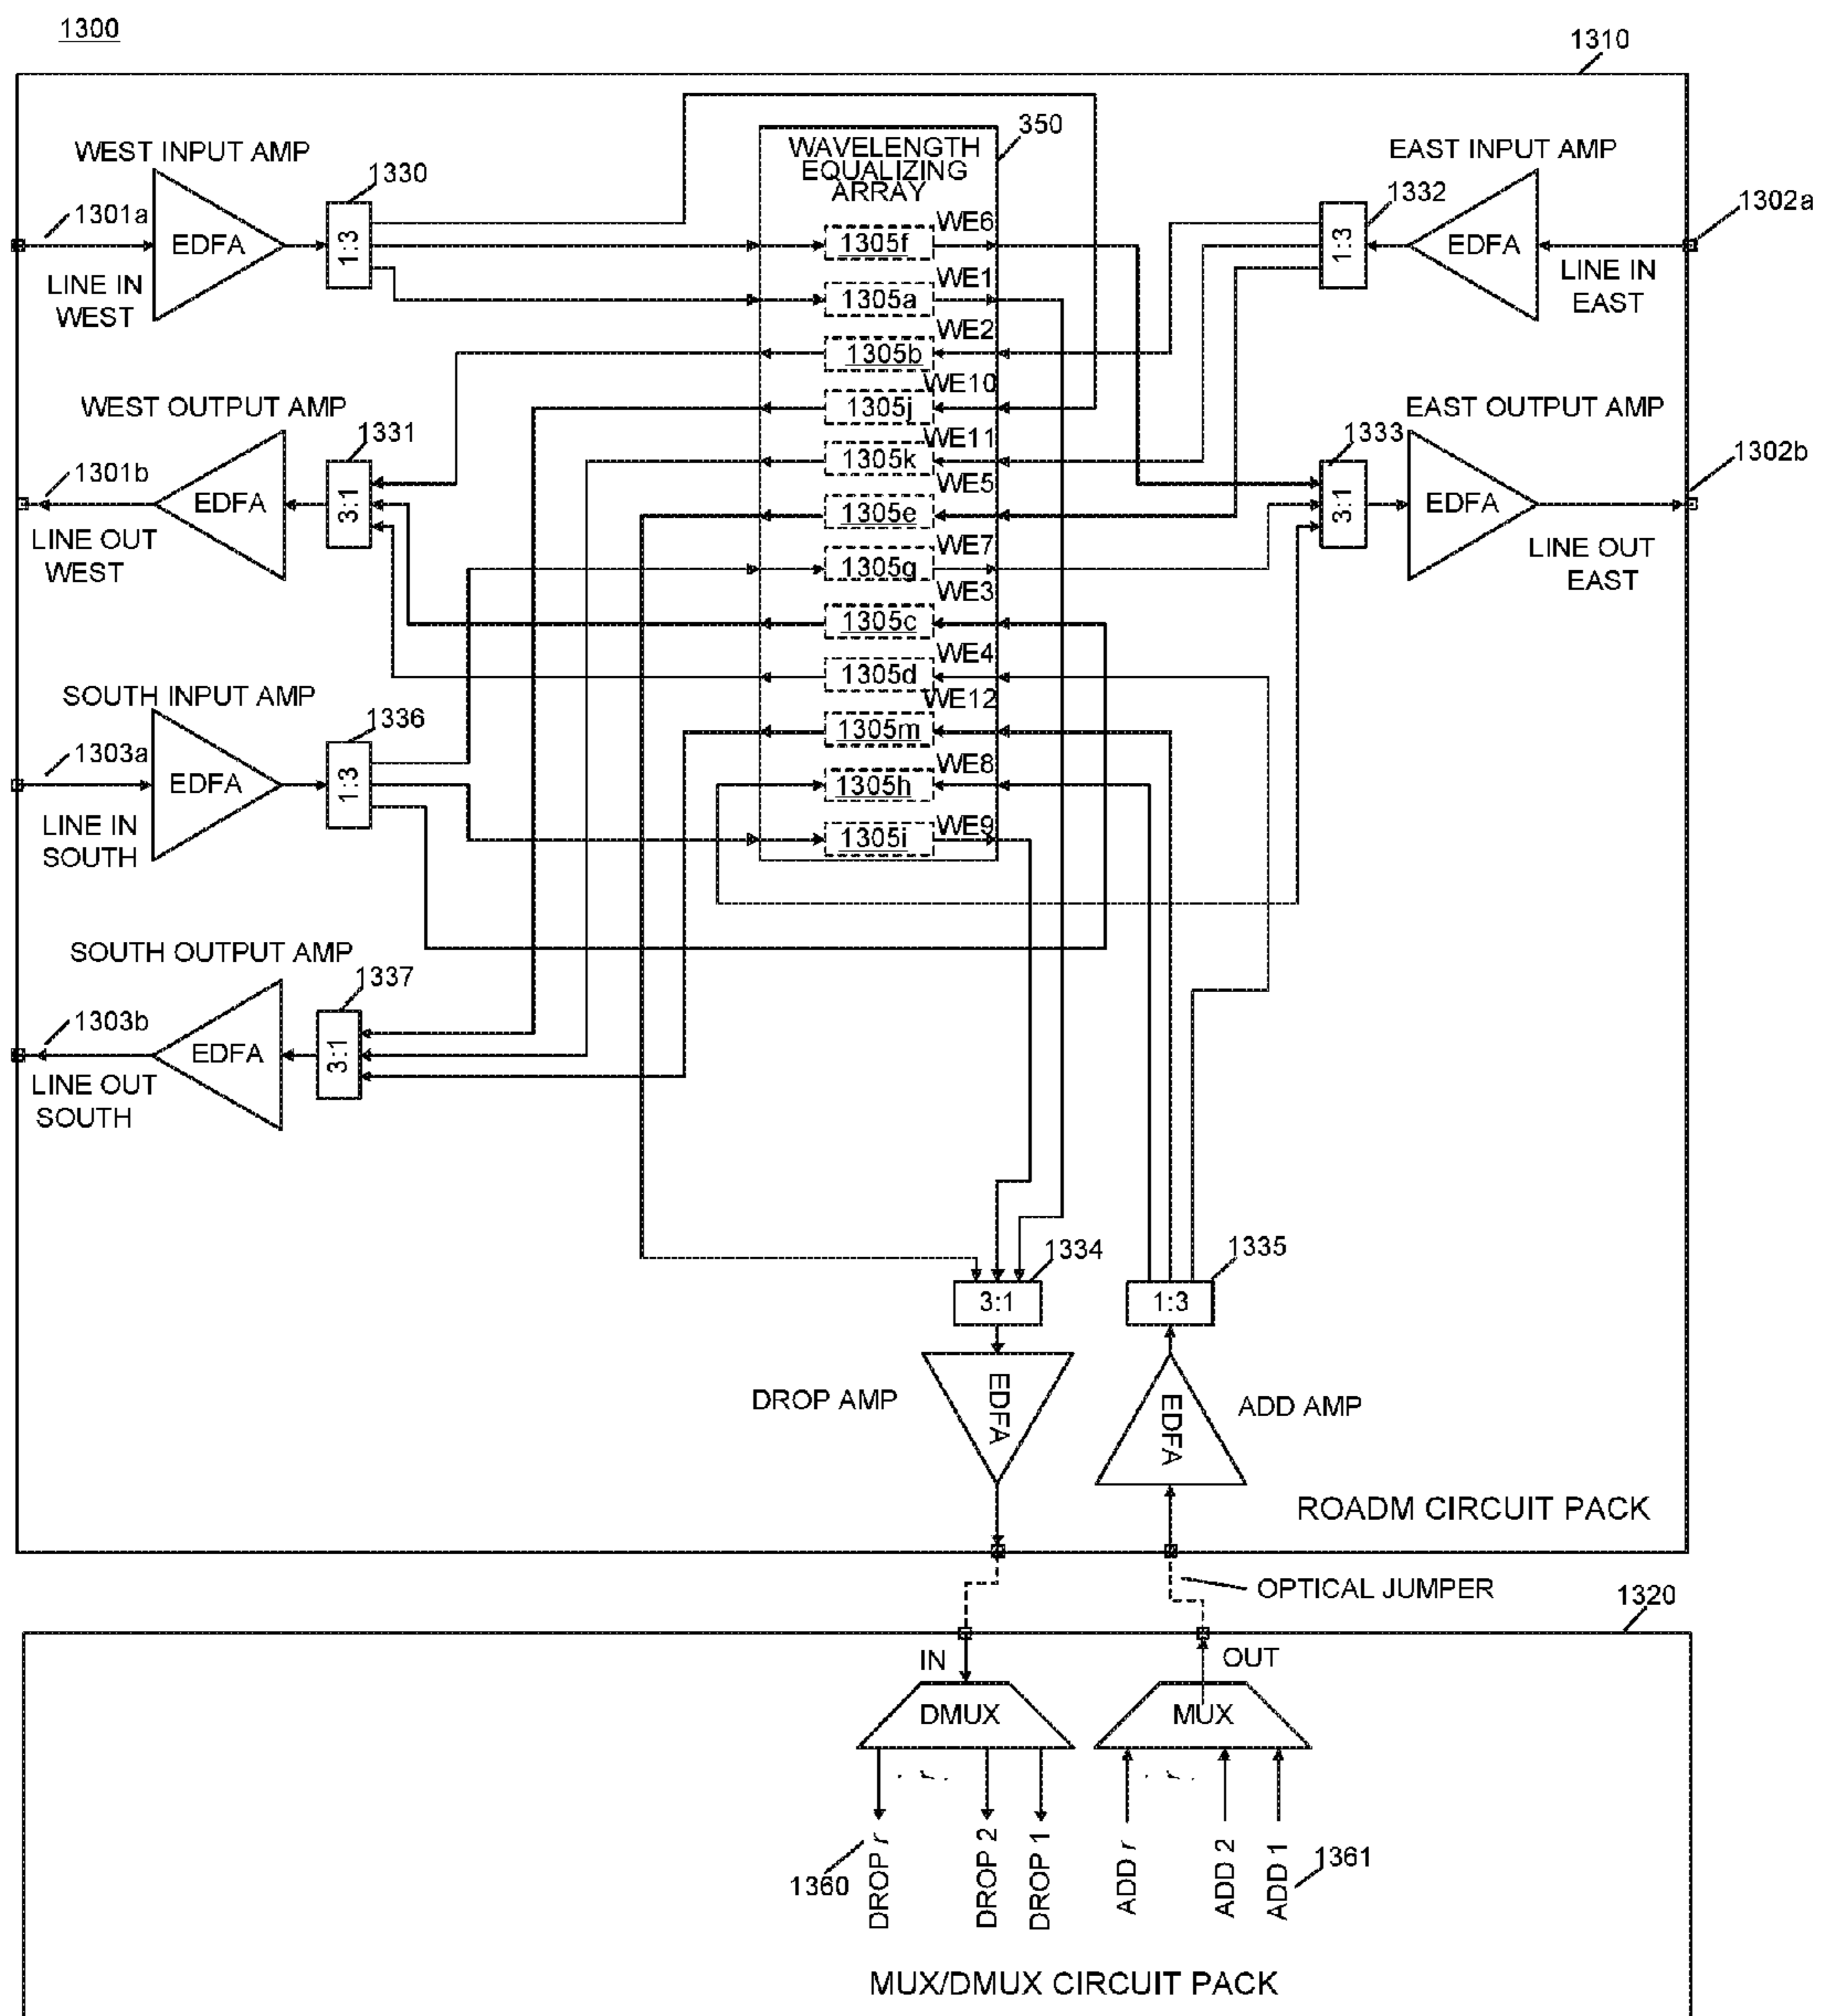 1300
1310
350
WEST INPUT AMP
1330
WAVELENGTH
EQUALIZING
ARRAY
EAST INPUT AMP
1332
1301a
EDFA
1:3
LINE IN
WEST
1305f
WE6
1305a
WE1
1305b
WE2
1305j
WE10
1305k
WE11
1305e
WE5
1305g
WE7
1305c
WE3
1305d
WE4
1305m
WE12
1305h
WE8
1305i
WE9
1:3
EDFA
1302a
LINE IN
EAST
WEST OUTPUT AMP
1331
1301b
EDFA
3:1
LINE OUT
WEST
EAST OUTPUT AMP
1333
3:1
EDFA
1302b
LINE OUT
EAST
SOUTH INPUT AMP
1336
1303a
EDFA
1:3
LINE IN
SOUTH
SOUTH OUTPUT AMP
1337
1303b
EDFA
3:1
LINE OUT
SOUTH
1334
3:1
1335
1:3
DROP AMP
EDFA
EDFA
ADD AMP
ROADM CIRCUIT PACK
OPTICAL JUMPER
1320
IN
OUT
DMUX
MUX
. r .
. r .
1360
DROP r
DROP 2
DROP 1
ADD r
ADD 2
ADD 1
1361
MUX/DMUX CIRCUIT PACK